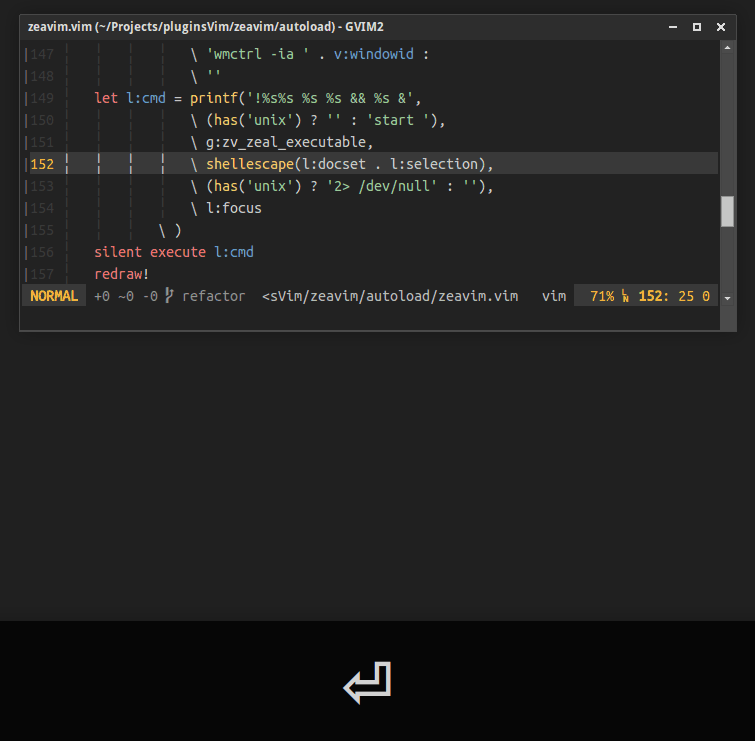 zeavim.vim (~/Projects/pluginsVim/zeavim/autoload) - GVIM2
147 \ 'wmctrl -ia ' . v:windowid :
148 \ ''
149 let l:cmd = printf('!%s%s %s %s && %s &',
150 \ (has('unix') ? '' : 'start '),
151 \ g:zv_zeal_executable,
152 \ shellescape(l:docset . l:selection),
153 \ (has('unix') ? '2> /dev/null' : ''),
154 \ l:focus
155 \ )
156 silent execute l:cmd
157 redraw!
NORMAL +0 ~0 -0 refactor <sVim/zeavim/autoload/zeavim.vim vim 71% LN 152: 25 0